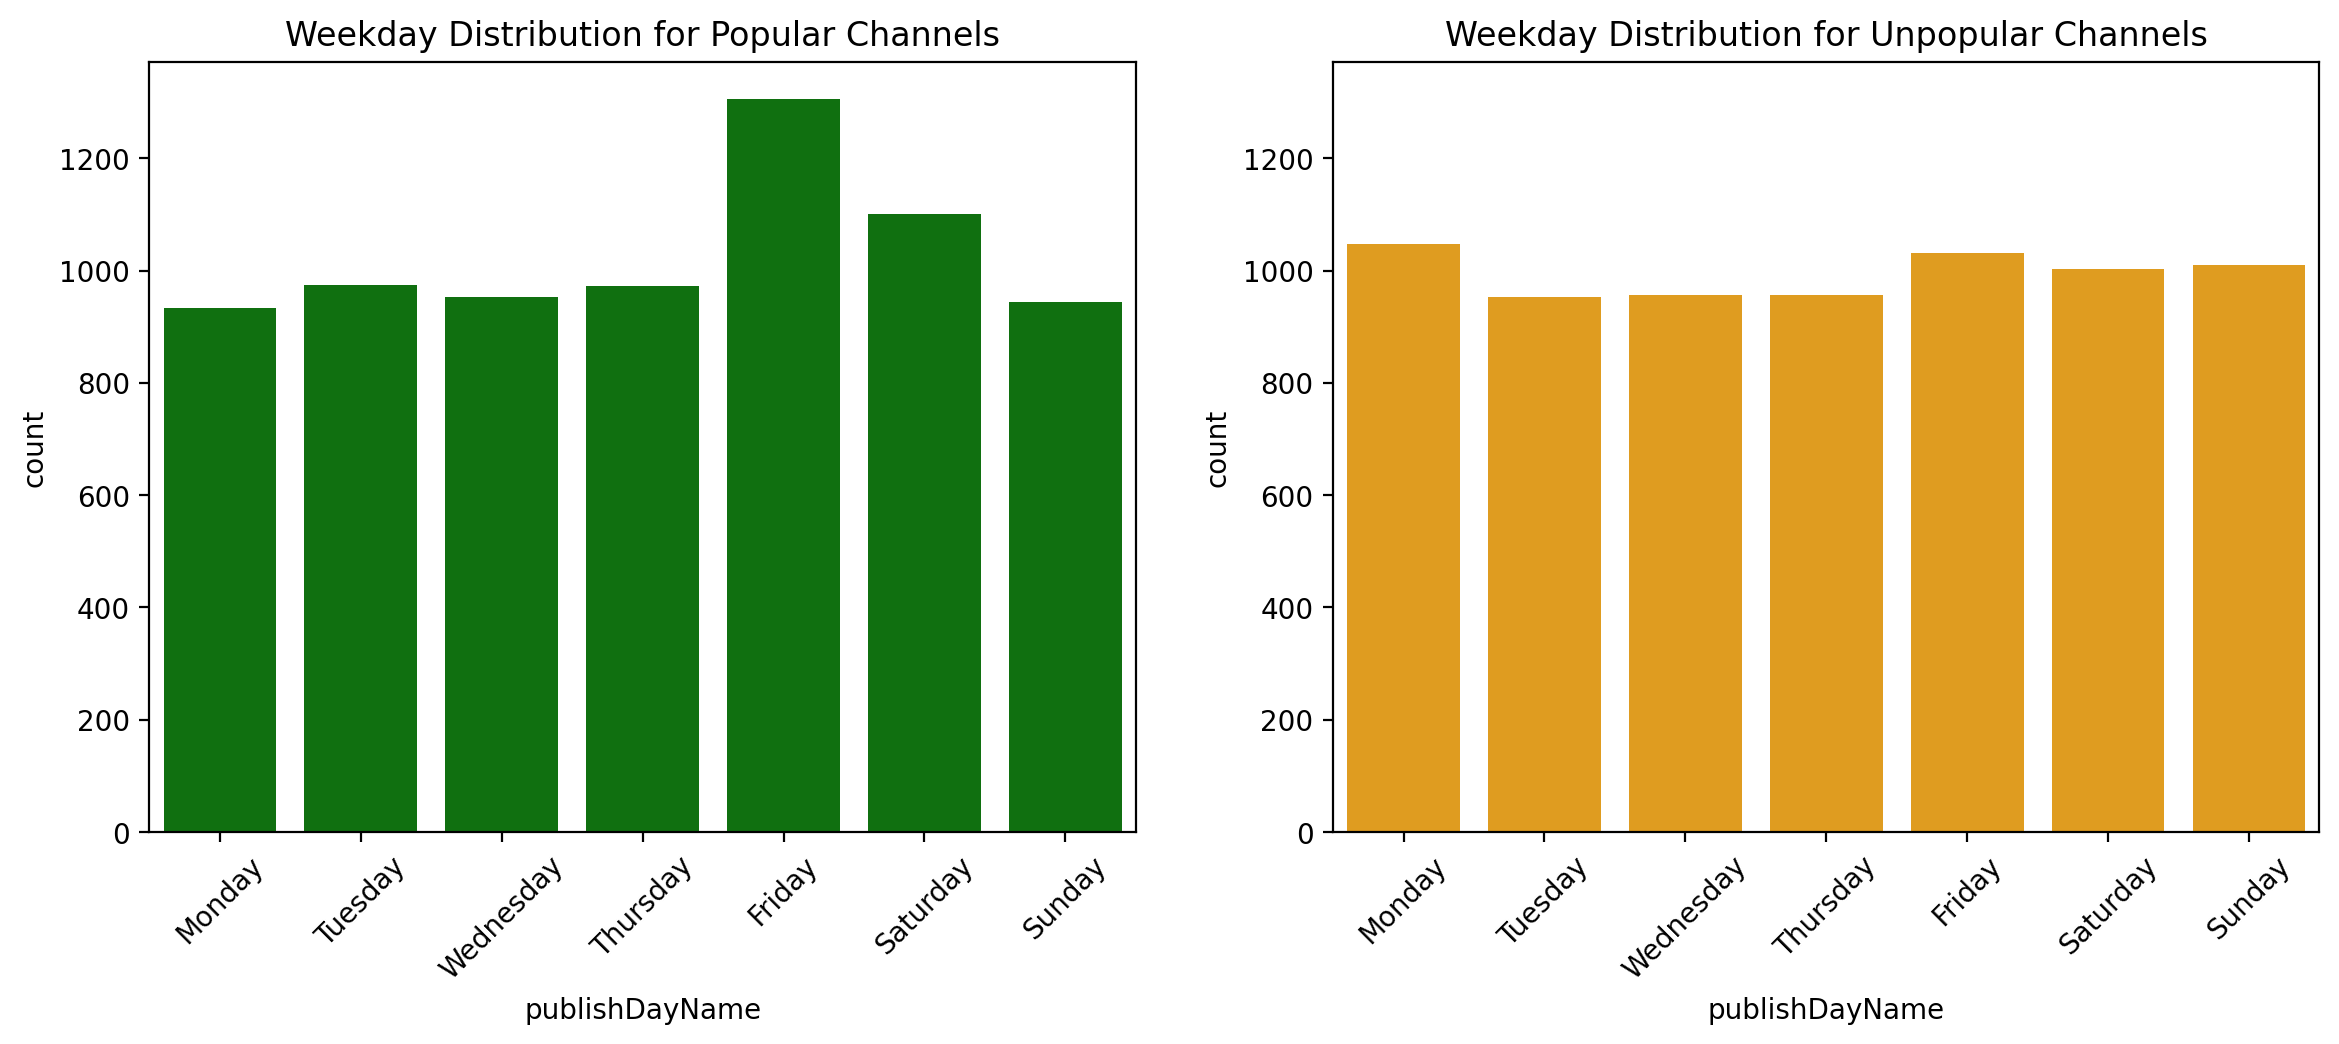 Weekday Distribution for Popular Channels
1200
1000
800
600
400
200
0
count
Monday
Tuesday
Wednesday
Thursday
Friday
Saturday
Sunday
publishDayName
Weekday Distribution for Unpopular Channels
1200
1000
800
600
400
200
0
count
Monday
Tuesday
Wednesday
Thursday
Friday
Saturday
Sunday
publishDayName